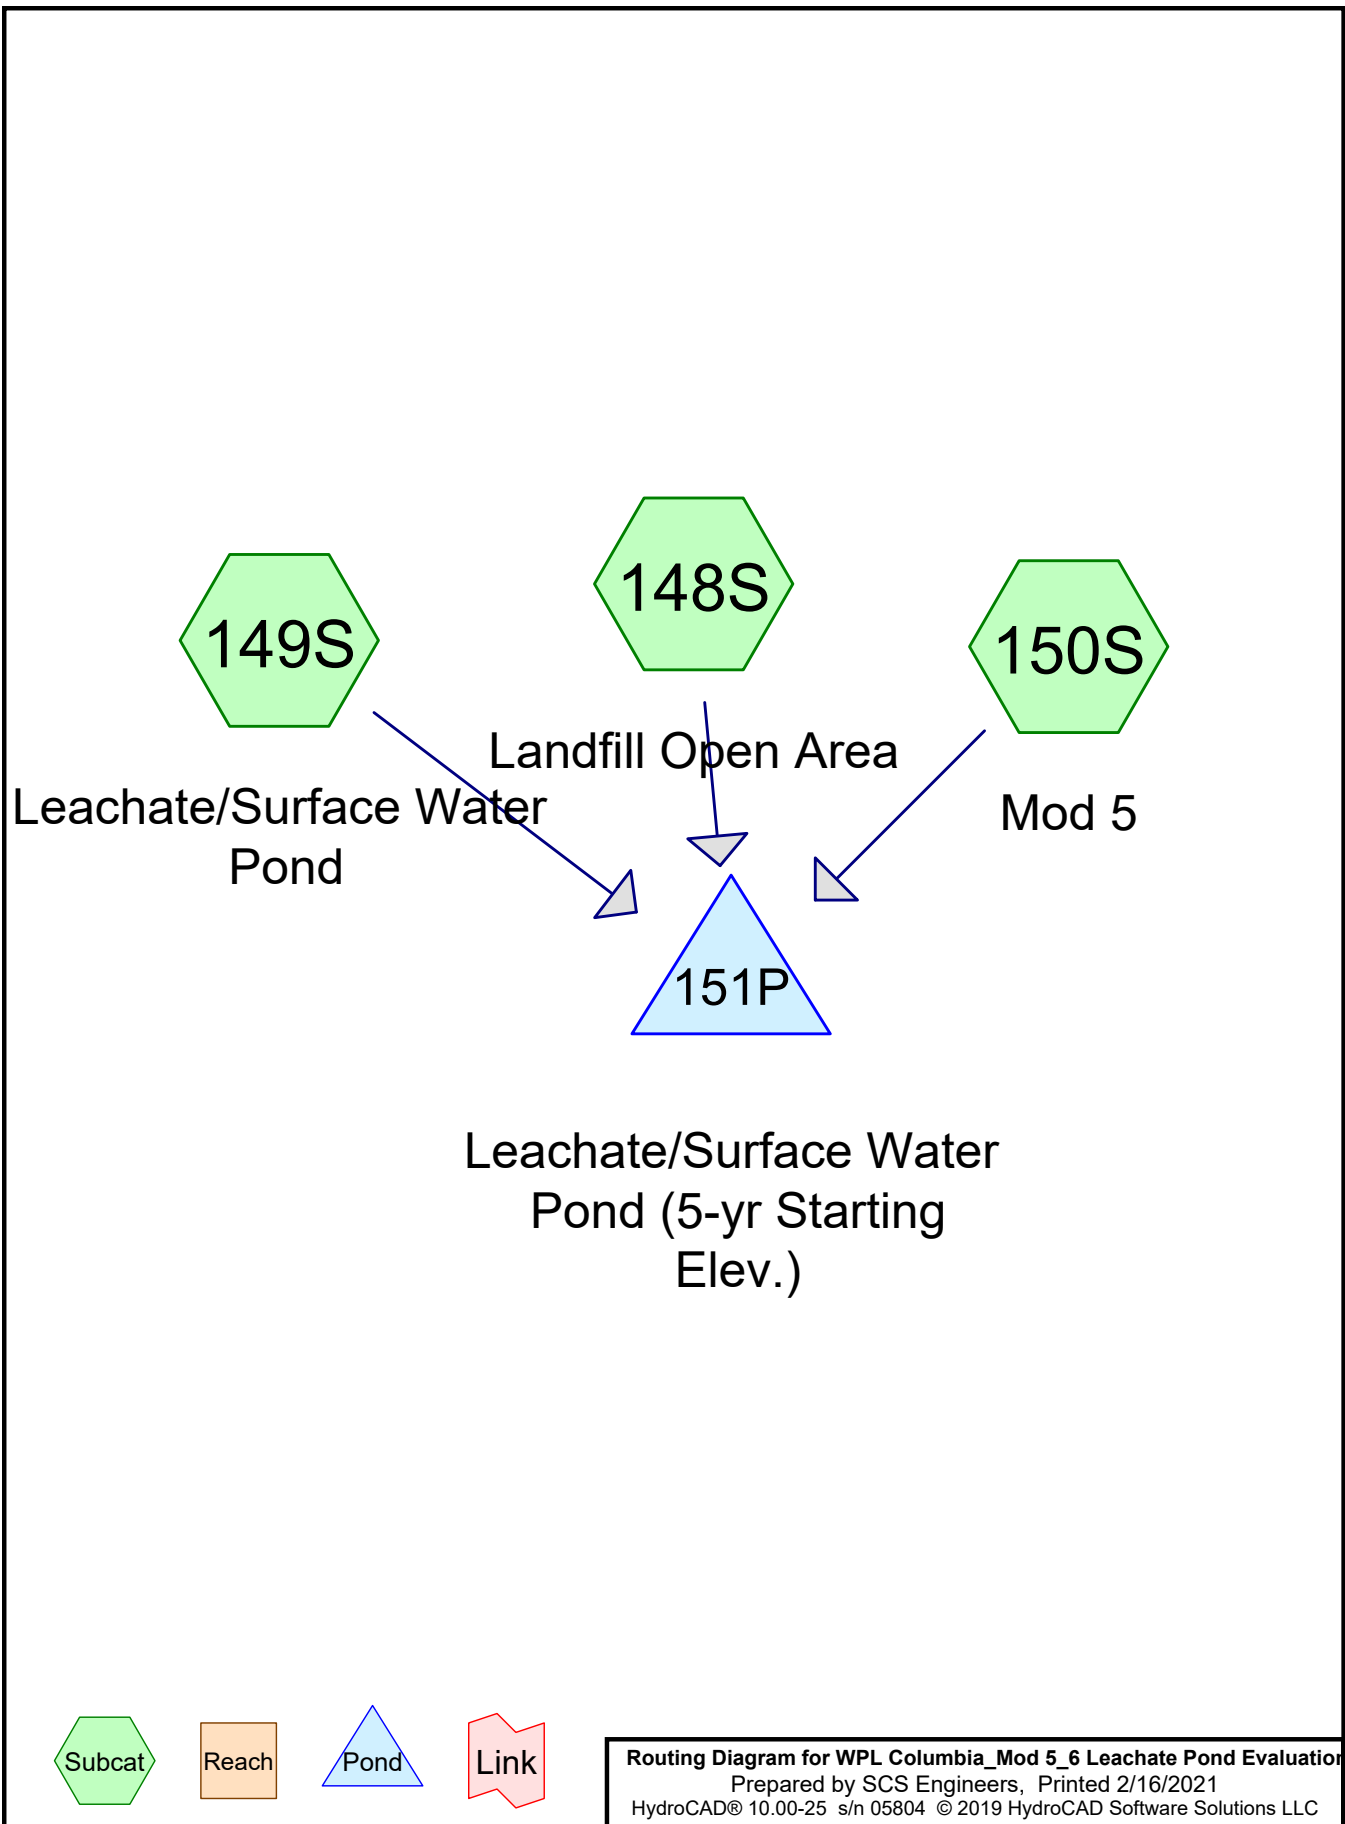 148S
149S
150S
Landfill Open Area
Leachate/Surface Water
Pond
Mod 5
151P
Leachate/Surface Water
Pond (5-yr Starting
Elev.)
Subcat
Reach
Pond
Link
Routing Diagram for WPL Columbia_Mod 5_6 Leachate Pond Evaluation
Prepared by SCS Engineers, Printed 2/16/2021
HydroCAD® 10.00-25 s/n 05804 © 2019 HydroCAD Software Solutions LLC